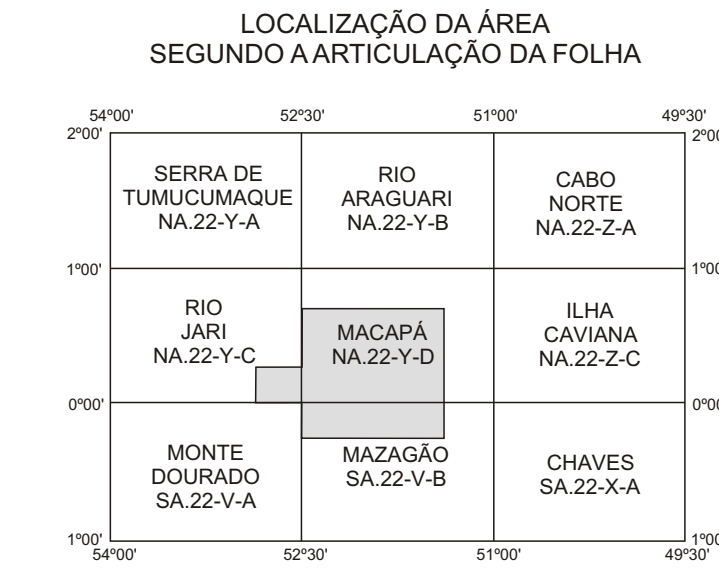 LOCALIZAÇÃO DA ÁREA
SEGUNDO A ARTICULAÇÃO DA FOLHA
54º00' 52º30' 51º00' 49º30'
2º00' 2º00'
SERRA DE
TUMUCUMAQUE
NA.22-Y-A
RIO
ARAGUARI
NA.22-Y-B
CABO
NORTE
NA.22-Z-A
1º00' 1º00
RIO
JARI
NA.22-Y-C
MACAPÁ
NA.22-Y-D
ILHA
CAVIANA
NA.22-Z-C
0º00' 0º00
MONTE
DOURADO
SA.22-V-A
MAZAGÃO
SA.22-V-B
CHAVES
SA.22-X-A
1º00' 1º00
54º00' 52º30' 51º00' 49º30'